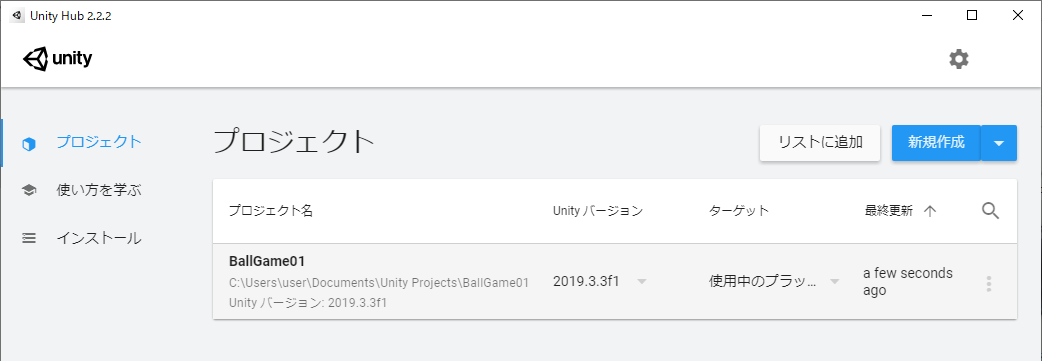 Unity Hub 2.2.2
unity
プロジェクト
使い方を学ぶ
インストール
プロジェクト
リストに追加
新規作成
プロジェクト名
Unity バージョン
ターゲット
最終更新
BallGame01
C:\Users\user\Documents\Unity Projects\BallGame01
Unity バージョン: 2019.3.3f1
2019.3.3f1
使用中のプラッ...
a few seconds
ago